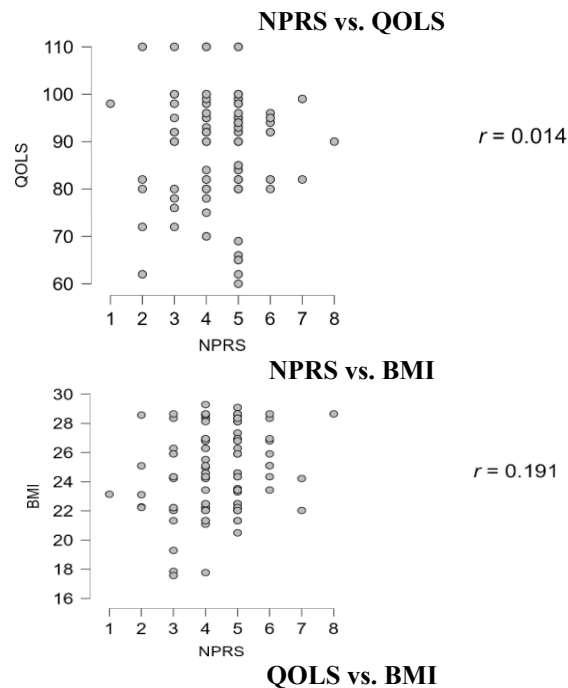 NPRS vs. QOLS
110
100
90
80
70
60
QOLS
r = 0.014
1 2 3 4 5 6 7 8
NPRS
NPRS vs. BMI
30
28
26
24
22
20
18
16
BMI
r = 0.191
1 2 3 4 5 6 7 8
NPRS
QOLS vs. BMI